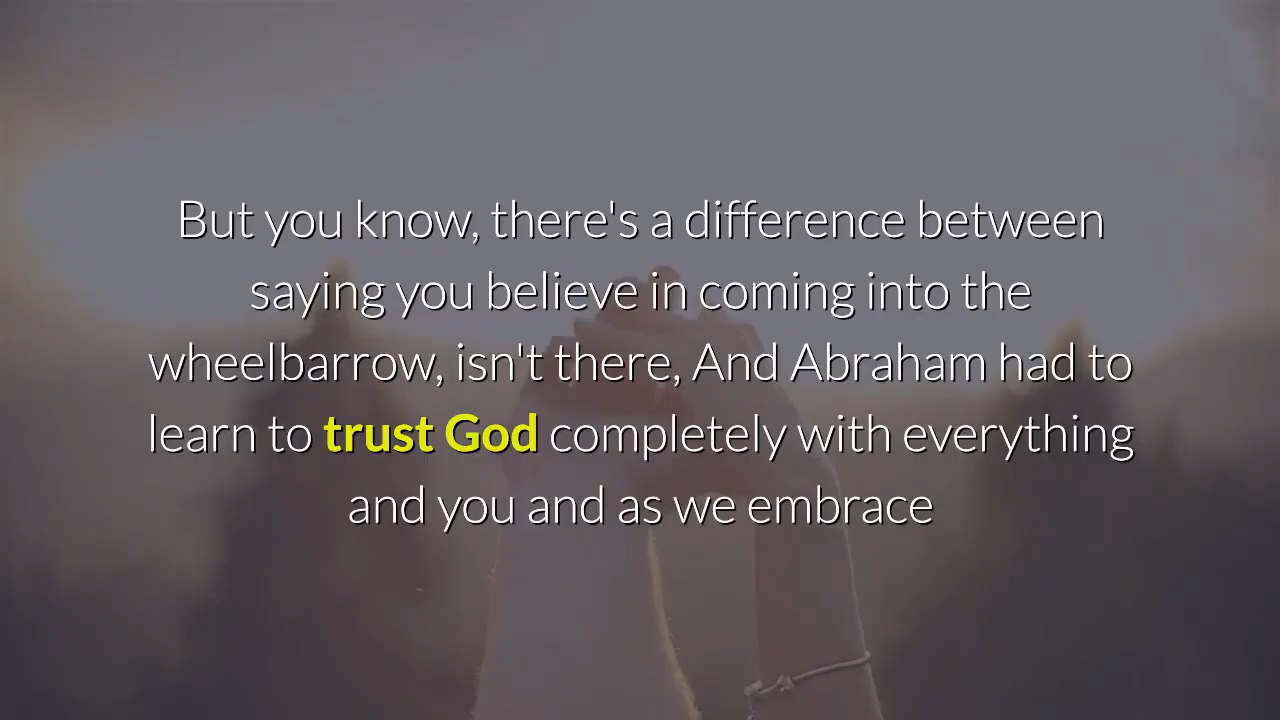 But you know, there's a difference between
saying you believe in coming into the
wheelbarrow, isn't there, And Abraham had to
learn to trust God completely with everything
and you and as we embrace